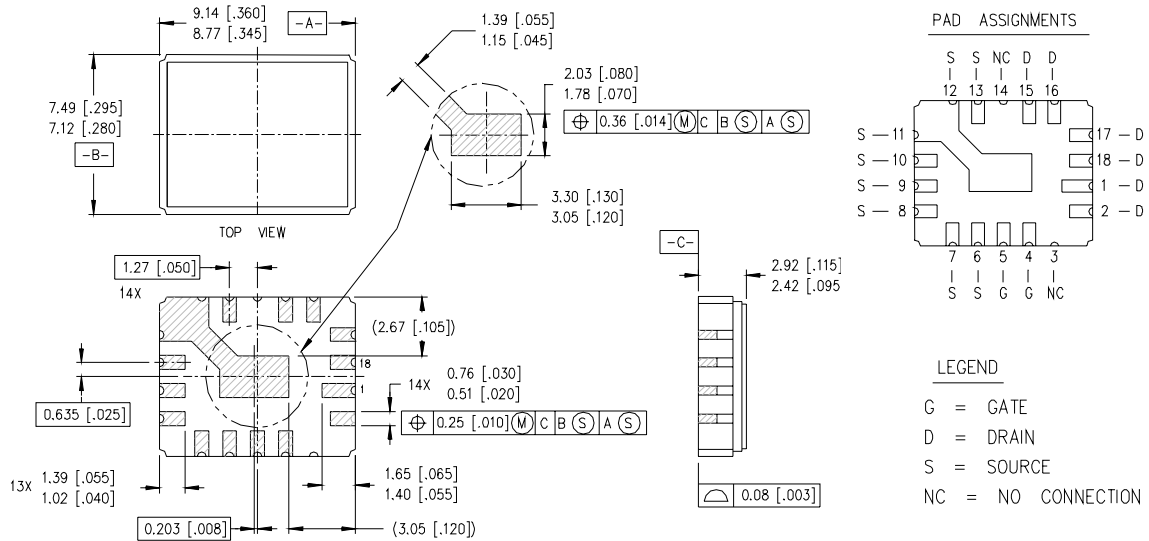 9.14 [.360]
8.77 [.345]
-A-
7.49 [.295]
7.12 [.280]
-B-
TOP VIEW
1.39 [.055]
1.15 [.045]
2.03 [.080]
1.78 [.070]
⌖ 0.36 [.014] Ⓜ C B Ⓢ A Ⓢ
3.30 [.130]
3.05 [.120]
PAD ASSIGNMENTS
S S NC D D
12 13 14 15 16
S — 11
S — 10
S — 9
S — 8
17 — D
18 — D
1 — D
2 — D
7 6 5 4 3
S S G G NC
1.27 [.050]
14X
(2.67 [.105])
18
1
0.635 [.025]
14X
0.76 [.030]
0.51 [.020]
⌖ 0.25 [.010] Ⓜ C B Ⓢ A Ⓢ
13X
1.39 [.055]
1.02 [.040]
1.65 [.065]
1.40 [.055]
0.203 [.008]
(3.05 [.120])
-C-
2.92 [.115]
2.42 [.095
⌓ 0.08 [.003]
LEGEND
G = GATE
D = DRAIN
S = SOURCE
NC = NO CONNECTION